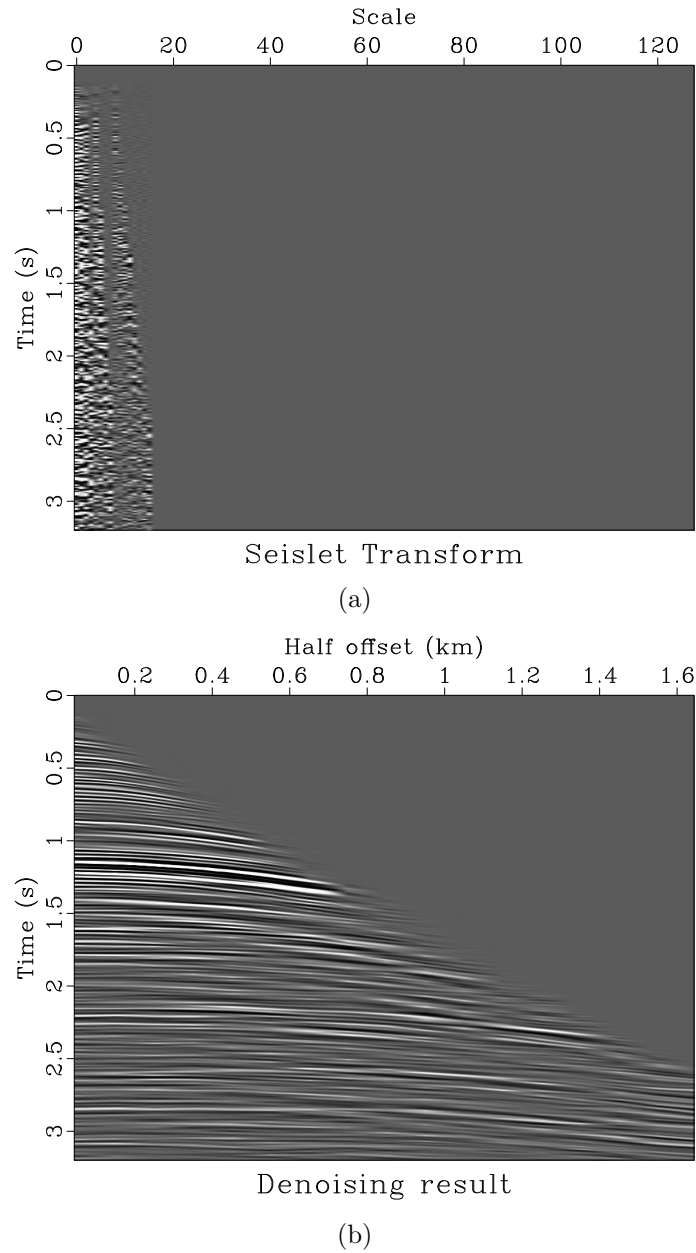 Scale
0 20 40 60 80 100 120
0
0.5
1
1.5
2
2.5
3
Time (s)
Seislet Transform
(a)
Half offset (km)
0.2 0.4 0.6 0.8 1 1.2 1.4 1.6
0
0.5
1
1.5
2
2.5
3
Time (s)
Denoising result
(b)